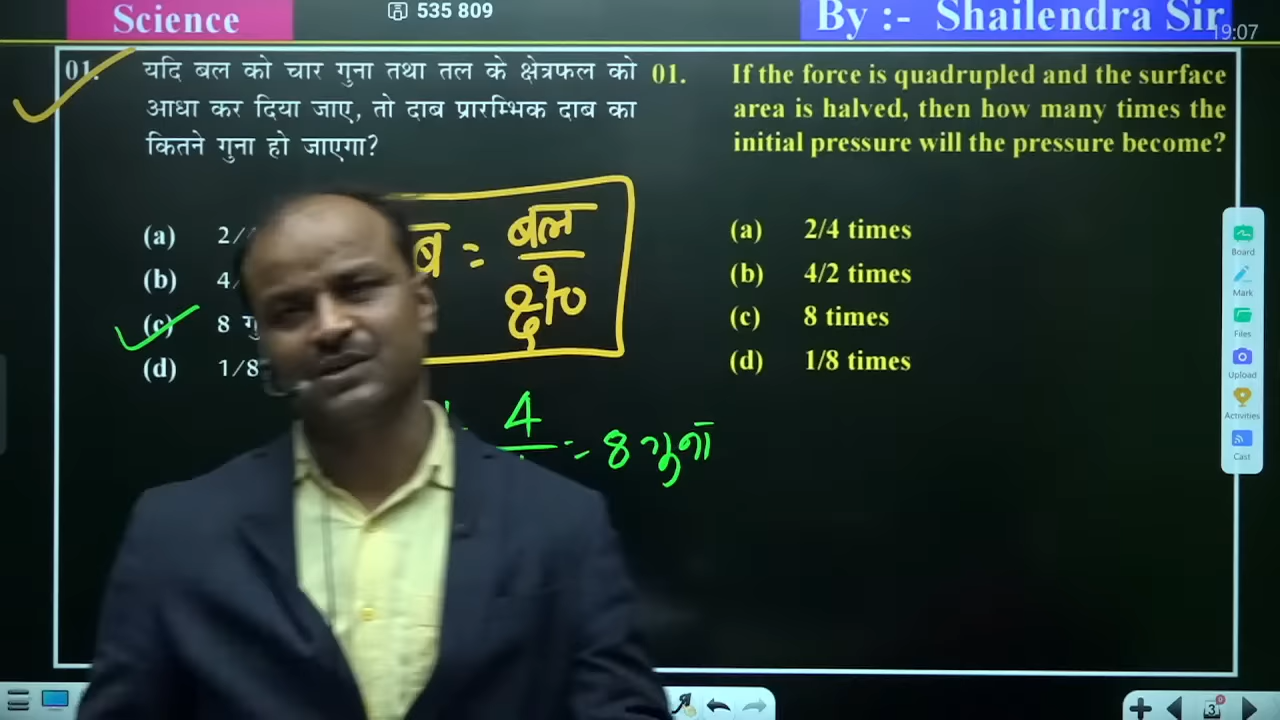 Science
535 809
By :- Shailendra Sir
19:07
01. यदि बल को चार गुना तथा तल के क्षेत्रफल को
आधा कर दिया जाए, तो दाब प्रारम्भिक दाब का
कितने गुना हो जाएगा?
(a) 2/
(b) 4/
(c) 8 गु
(d) 1/8
ब = बल
क्षे०
4
= 8 गुना
01. If the force is quadrupled and the surface
area is halved, then how many times the
initial pressure will the pressure become?
(a) 2/4 times
(b) 4/2 times
(c) 8 times
(d) 1/8 times
Board
Mark
Files
Upload
Activities
Cast
3